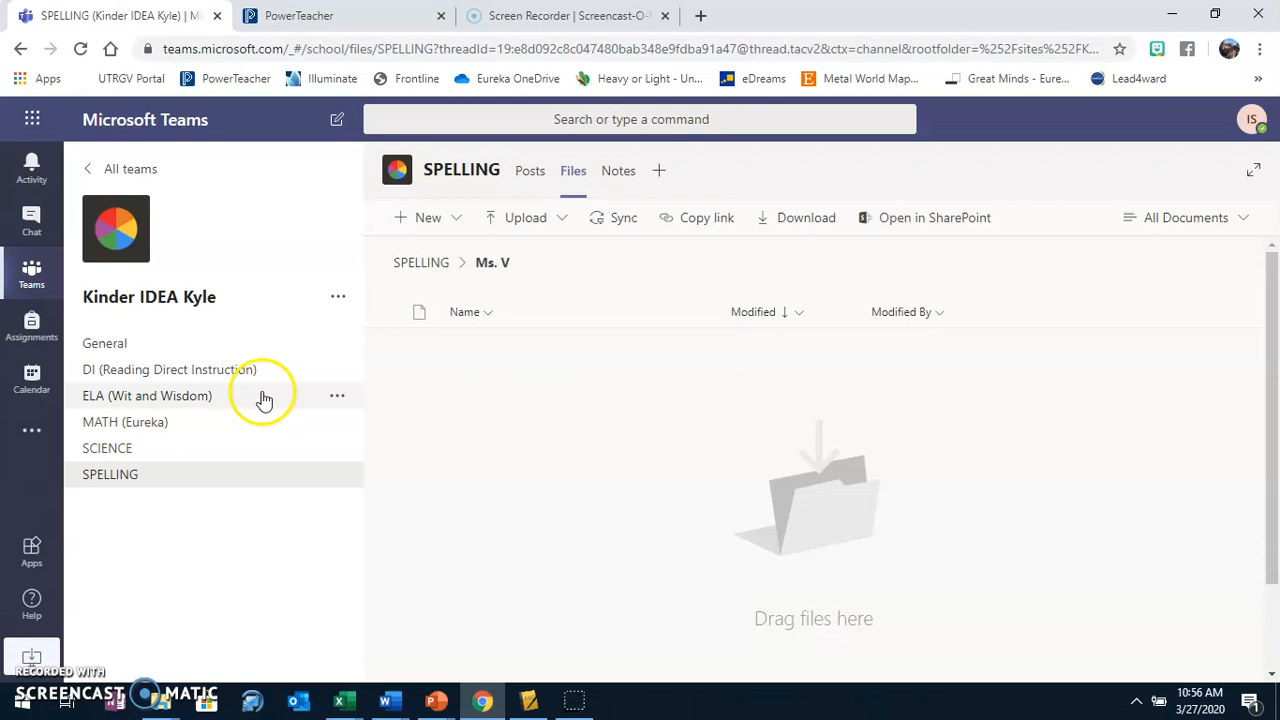 SPELLING (Kinder IDEA Kyle) | Mi
PowerTeacher
Screen Recorder | Screencast-O-M
teams.microsoft.com/_#/school/files/SPELLING?threadId=19:e8d092c8c047480bab348e9fdba91a47@thread.tacv2&ctx=channel&rootfolder=%252Fsites%252FK...
Apps UTRGV Portal PowerTeacher Illuminate Frontline Eureka OneDrive Heavy or Light - Un... eDreams Metal World Map... Great Minds - Eure... Lead4ward »
Microsoft Teams
Search or type a command
IS
Activity
Chat
Teams
Assignments
Calendar
Apps
Help
All teams
Kinder IDEA Kyle
General
DI (Reading Direct Instruction)
ELA (Wit and Wisdom)
MATH (Eureka)
SCIENCE
SPELLING
SPELLING Posts Files Notes
New Upload Sync Copy link Download Open in SharePoint All Documents
SPELLING > Ms. V
Name Modified Modified By
Drag files here
RECORDED WITH
SCREENCAST MATIC
10:56 AM
3/27/2020
1